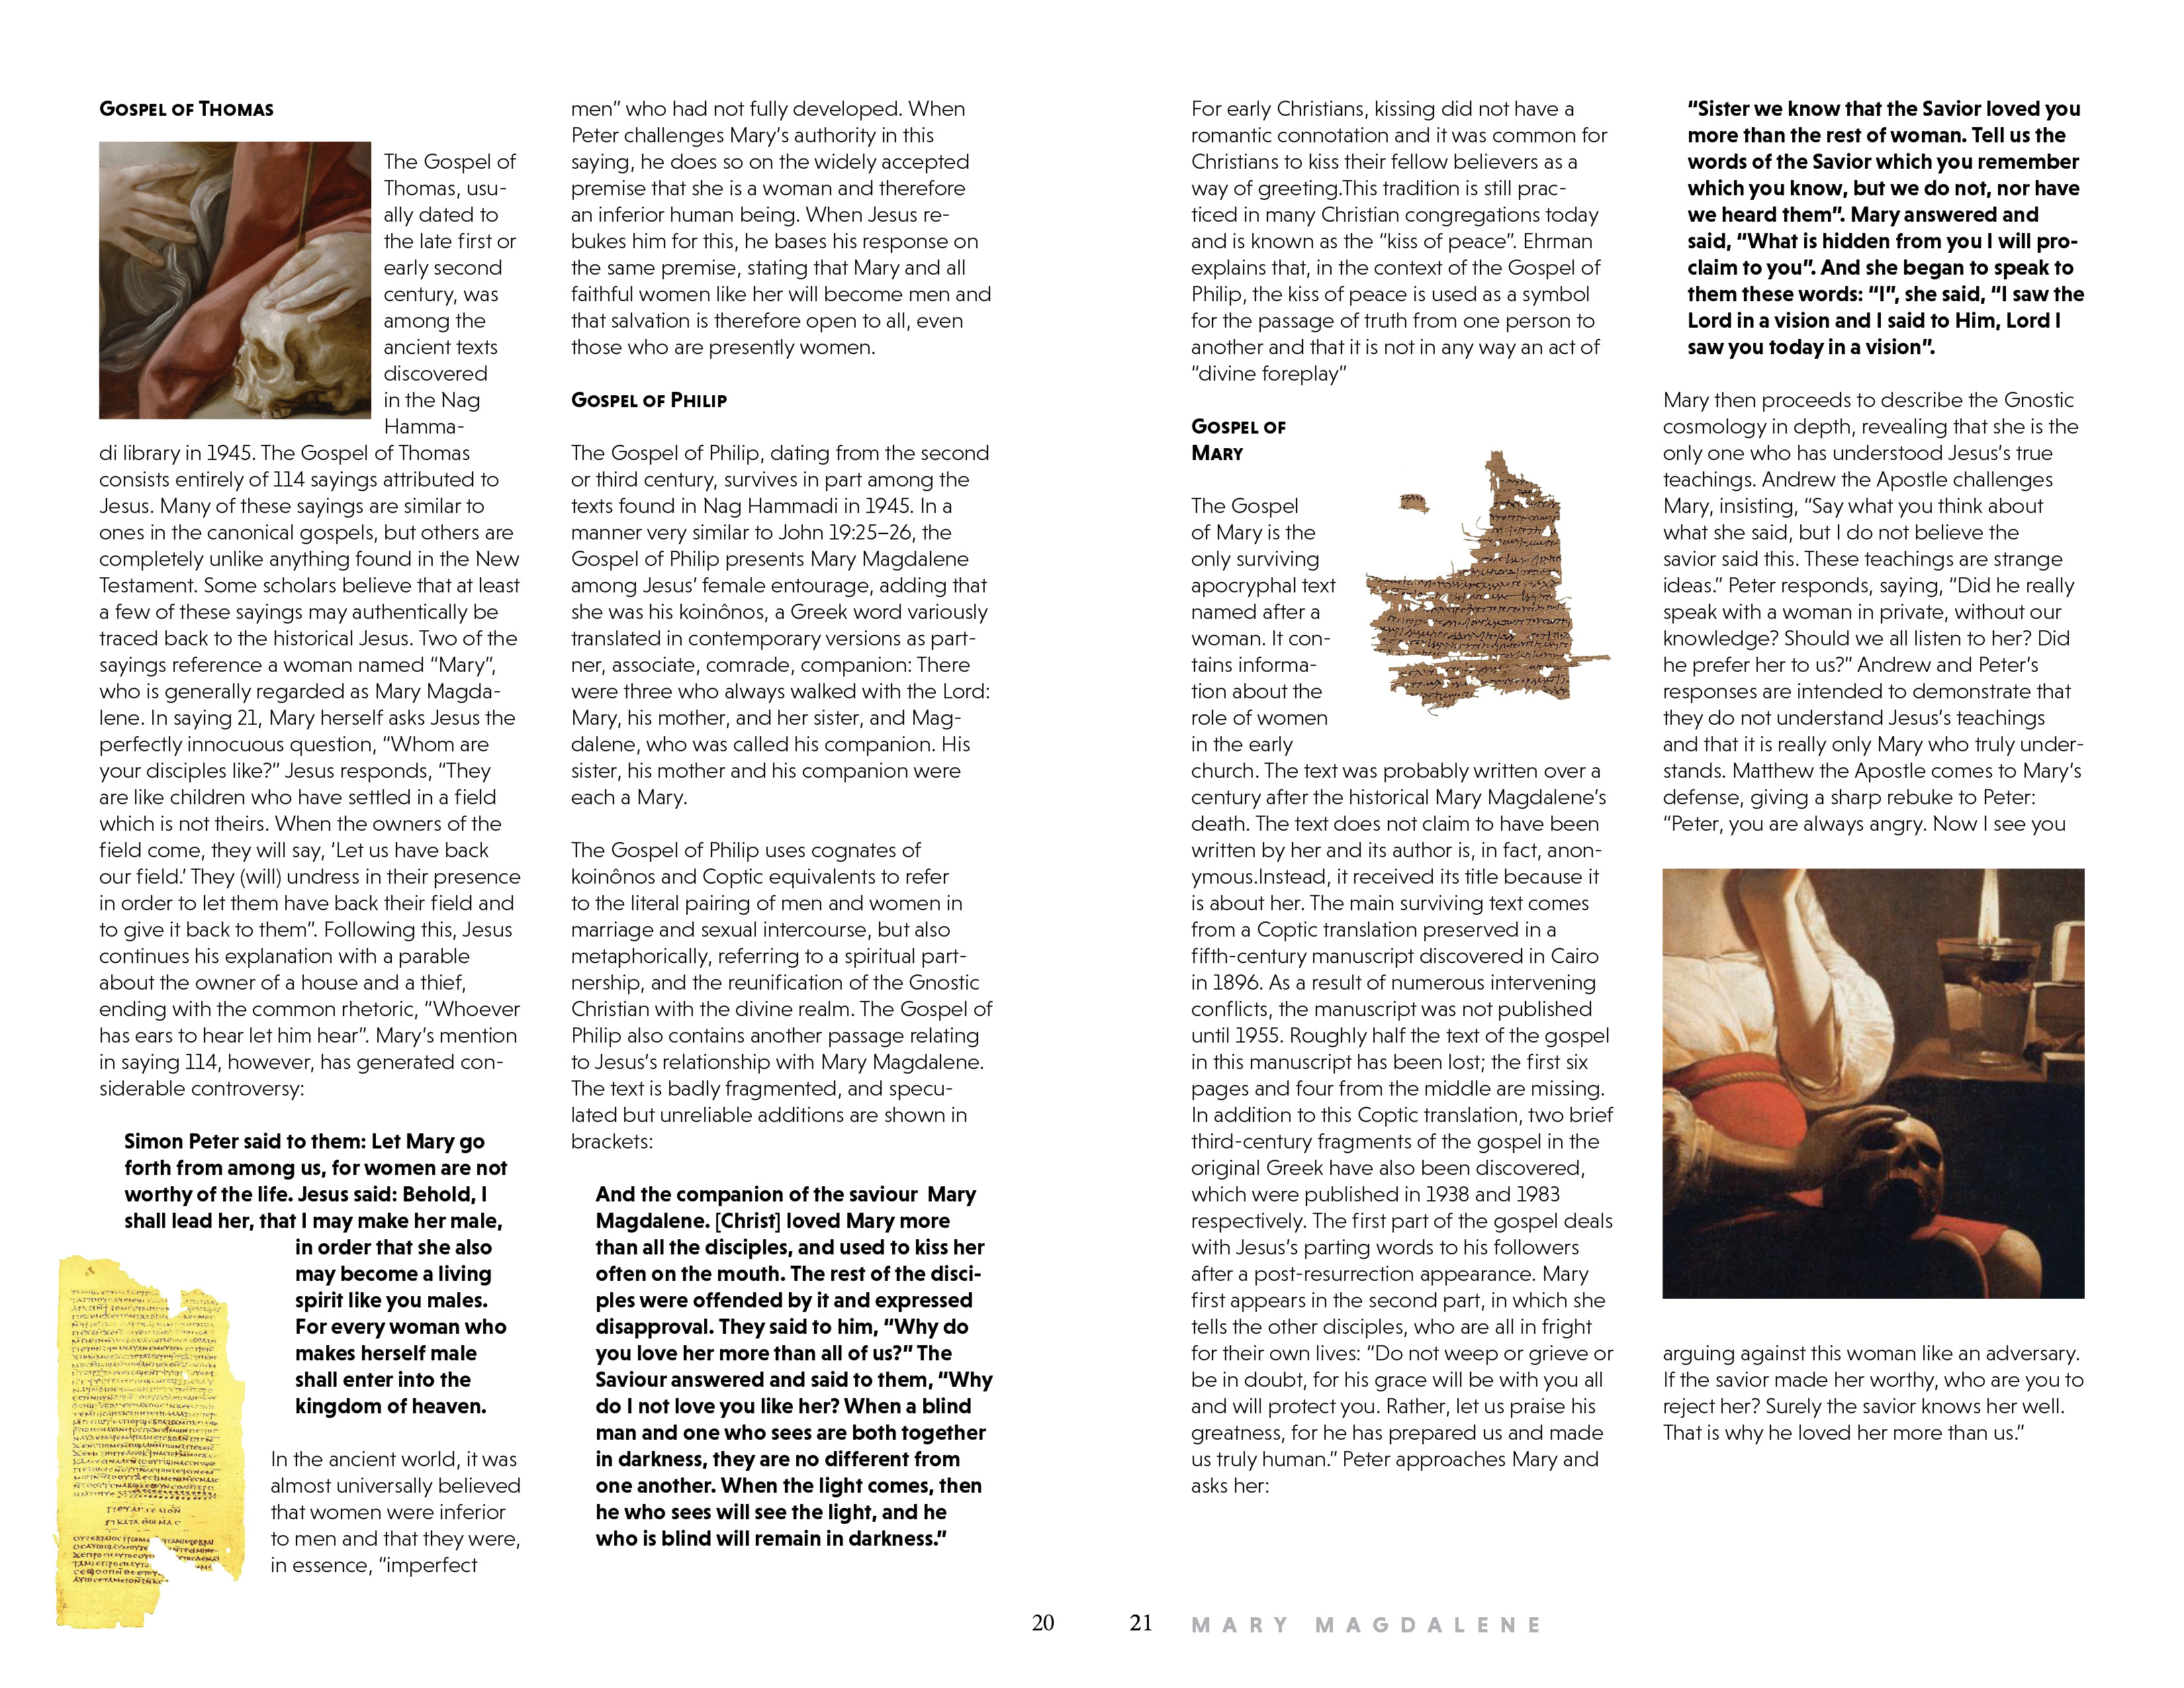 GOSPEL OF THOMAS
The Gospel of
Thomas, usu-
ally dated to
the late first or
early second
century, was
among the
ancient texts
discovered
in the Nag
Hamma-
di library in 1945. The Gospel of Thomas
consists entirely of 114 sayings attributed to
Jesus. Many of these sayings are similar to
ones in the canonical gospels, but others are
completely unlike anything found in the New
Testament. Some scholars believe that at least
a few of these sayings may authentically be
traced back to the historical Jesus. Two of the
sayings reference a woman named “Mary”,
who is generally regarded as Mary Magda-
lene. In saying 21, Mary herself asks Jesus the
perfectly innocuous question, “Whom are
your disciples like?” Jesus responds, “They
are like children who have settled in a field
which is not theirs. When the owners of the
field come, they will say, ‘Let us have back
our field.’ They (will) undress in their presence
in order to let them have back their field and
to give it back to them”. Following this, Jesus
continues his explanation with a parable
about the owner of a house and a thief,
ending with the common rhetoric, “Whoever
has ears to hear let him hear”. Mary’s mention
in saying 114, however, has generated con-
siderable controversy:
Simon Peter said to them: Let Mary go
forth from among us, for women are not
worthy of the life. Jesus said: Behold, I
shall lead her, that I may make her male,
in order that she also
may become a living
spirit like you males.
For every woman who
makes herself male
shall enter into the
kingdom of heaven.
In the ancient world, it was
almost universally believed
that women were inferior
to men and that they were,
in essence, “imperfect
men” who had not fully developed. When
Peter challenges Mary’s authority in this
saying, he does so on the widely accepted
premise that she is a woman and therefore
an inferior human being. When Jesus re-
bukes him for this, he bases his response on
the same premise, stating that Mary and all
faithful women like her will become men and
that salvation is therefore open to all, even
those who are presently women.
GOSPEL OF PHILIP
The Gospel of Philip, dating from the second
or third century, survives in part among the
texts found in Nag Hammadi in 1945. In a
manner very similar to John 19:25–26, the
Gospel of Philip presents Mary Magdalene
among Jesus’ female entourage, adding that
she was his koinônos, a Greek word variously
translated in contemporary versions as part-
ner, associate, comrade, companion: There
were three who always walked with the Lord:
Mary, his mother, and her sister, and Mag-
dalene, who was called his companion. His
sister, his mother and his companion were
each a Mary.
The Gospel of Philip uses cognates of
koinônos and Coptic equivalents to refer
to the literal pairing of men and women in
marriage and sexual intercourse, but also
metaphorically, referring to a spiritual part-
nership, and the reunification of the Gnostic
Christian with the divine realm. The Gospel of
Philip also contains another passage relating
to Jesus’s relationship with Mary Magdalene.
The text is badly fragmented, and specu-
lated but unreliable additions are shown in
brackets:
And the companion of the saviour  Mary
Magdalene. [Christ] loved Mary more
than all the disciples, and used to kiss her
often on the mouth. The rest of the disci-
ples were offended by it and expressed
disapproval. They said to him, “Why do
you love her more than all of us?” The
Saviour answered and said to them, “Why
do I not love you like her? When a blind
man and one who sees are both together
in darkness, they are no different from
one another. When the light comes, then
he who sees will see the light, and he
who is blind will remain in darkness.”
20
For early Christians, kissing did not have a
romantic connotation and it was common for
Christians to kiss their fellow believers as a
way of greeting.This tradition is still prac-
ticed in many Christian congregations today
and is known as the “kiss of peace”. Ehrman
explains that, in the context of the Gospel of
Philip, the kiss of peace is used as a symbol
for the passage of truth from one person to
another and that it is not in any way an act of
“divine foreplay”
GOSPEL OF
MARY
The Gospel
of Mary is the
only surviving
apocryphal text
named after a
woman. It con-
tains informa-
tion about the
role of women
in the early
church. The text was probably written over a
century after the historical Mary Magdalene’s
death. The text does not claim to have been
written by her and its author is, in fact, anon-
ymous.Instead, it received its title because it
is about her. The main surviving text comes
from a Coptic translation preserved in a
fifth-century manuscript discovered in Cairo
in 1896. As a result of numerous intervening
conflicts, the manuscript was not published
until 1955. Roughly half the text of the gospel
in this manuscript has been lost; the first six
pages and four from the middle are missing.
In addition to this Coptic translation, two brief
third-century fragments of the gospel in the
original Greek have also been discovered,
which were published in 1938 and 1983
respectively. The first part of the gospel deals
with Jesus’s parting words to his followers
after a post-resurrection appearance. Mary
first appears in the second part, in which she
tells the other disciples, who are all in fright
for their own lives: “Do not weep or grieve or
be in doubt, for his grace will be with you all
and will protect you. Rather, let us praise his
greatness, for he has prepared us and made
us truly human.” Peter approaches Mary and
asks her:
“Sister we know that the Savior loved you
more than the rest of woman. Tell us the
words of the Savior which you remember
which you know, but we do not, nor have
we heard them”. Mary answered and
said, “What is hidden from you I will pro-
claim to you”. And she began to speak to
them these words: “I”, she said, “I saw the
Lord in a vision and I said to Him, Lord I
saw you today in a vision”.
Mary then proceeds to describe the Gnostic
cosmology in depth, revealing that she is the
only one who has understood Jesus’s true
teachings. Andrew the Apostle challenges
Mary, insisting, “Say what you think about
what she said, but I do not believe the
savior said this. These teachings are strange
ideas.” Peter responds, saying, “Did he really
speak with a woman in private, without our
knowledge? Should we all listen to her? Did
he prefer her to us?” Andrew and Peter’s
responses are intended to demonstrate that
they do not understand Jesus’s teachings
and that it is really only Mary who truly under-
stands. Matthew the Apostle comes to Mary’s
defense, giving a sharp rebuke to Peter:
“Peter, you are always angry. Now I see you
arguing against this woman like an adversary.
If the savior made her worthy, who are you to
reject her? Surely the savior knows her well.
That is why he loved her more than us.”
21
MARY MAGDALENE